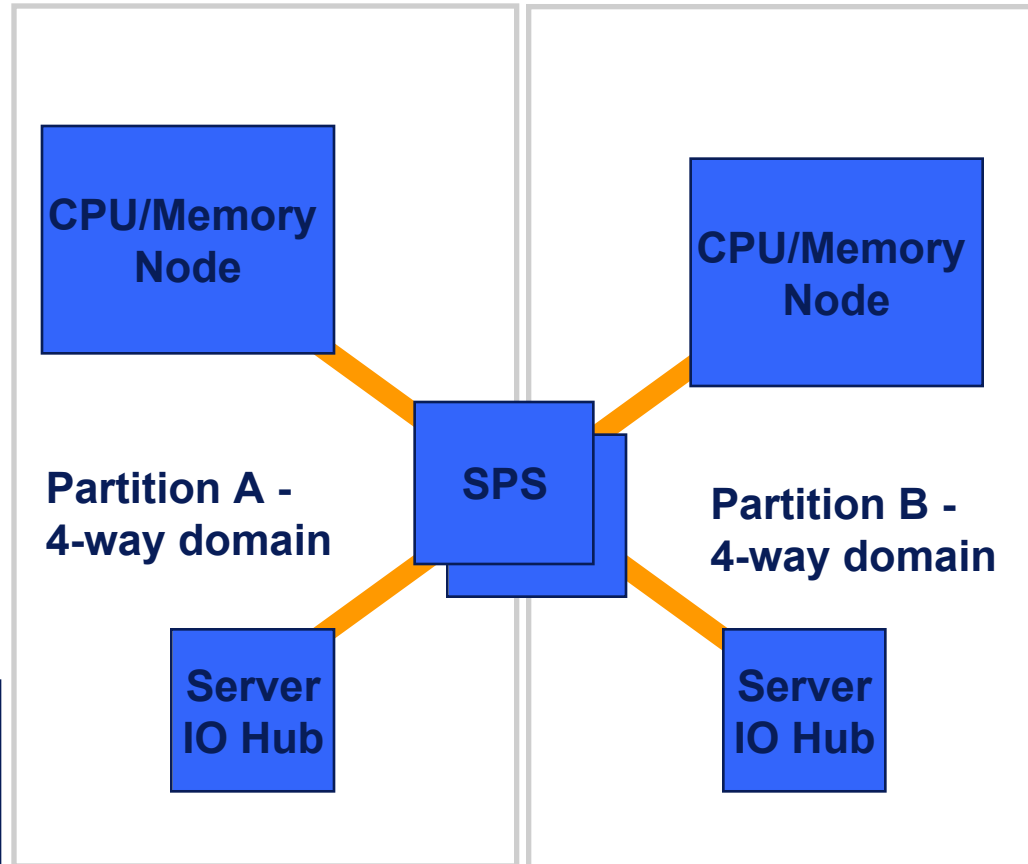 CPU/Memory
Node
CPU/Memory
Node
SPS
Partition A -
4-way domain
Partition B -
4-way domain
Server
IO Hub
Server
IO Hub